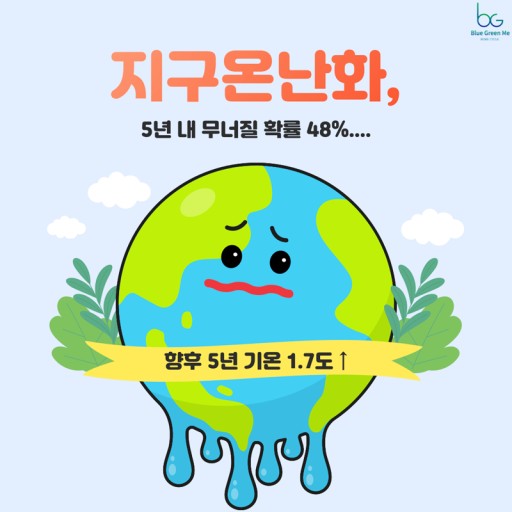 bG
Blue Green Me
지구온난화,
5년 내 무너질 확률 48%....
향후 5년 기온 1.7도↑